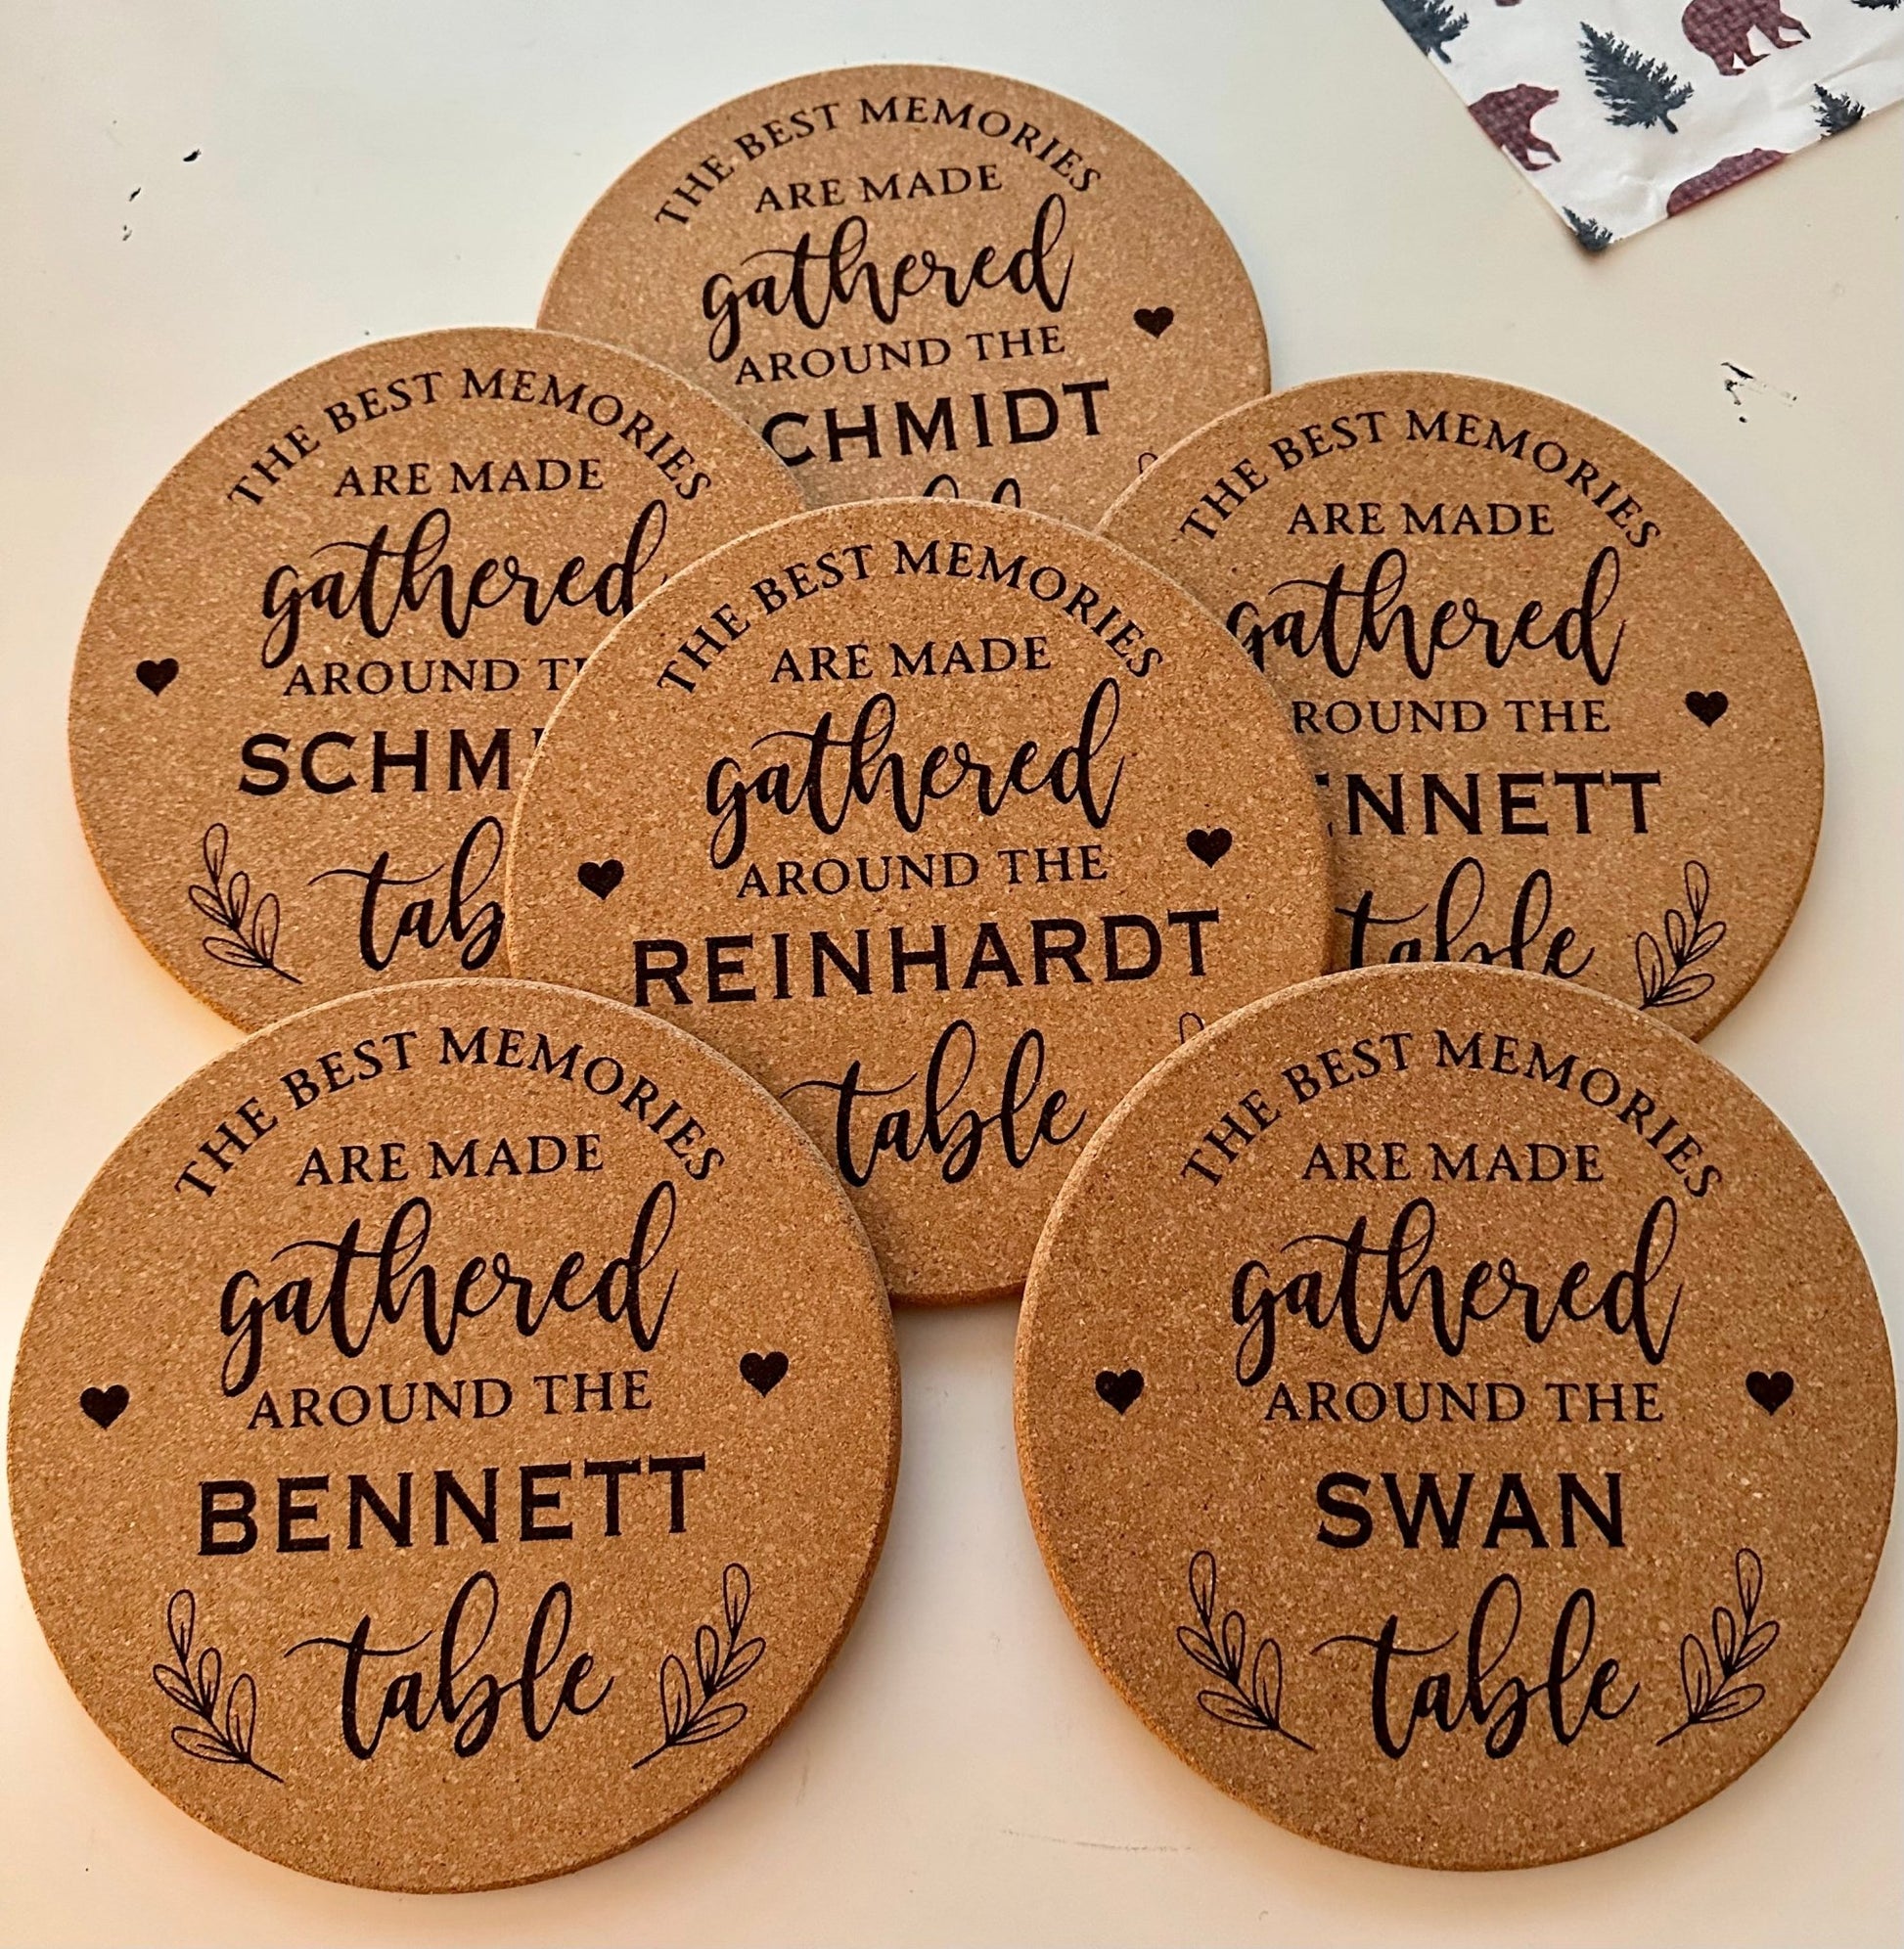 THE BEST MEMORIES
ARE MADE
gathered
AROUND THE
CHMIDT
THE BEST MEMORIES
ARE MADE
gathered
AROUND T
SCHM
tab
THE BEST MEMORIES
ARE MADE
gathered
ROUND THE
ENNETT
table
THE BEST MEMORIES
ARE MADE
gathered
AROUND THE
REINHARDT
table
THE BEST MEMORIES
ARE MADE
gathered
AROUND THE
BENNETT
table
THE BEST MEMORIES
ARE MADE
gathered
AROUND THE
SWAN
table